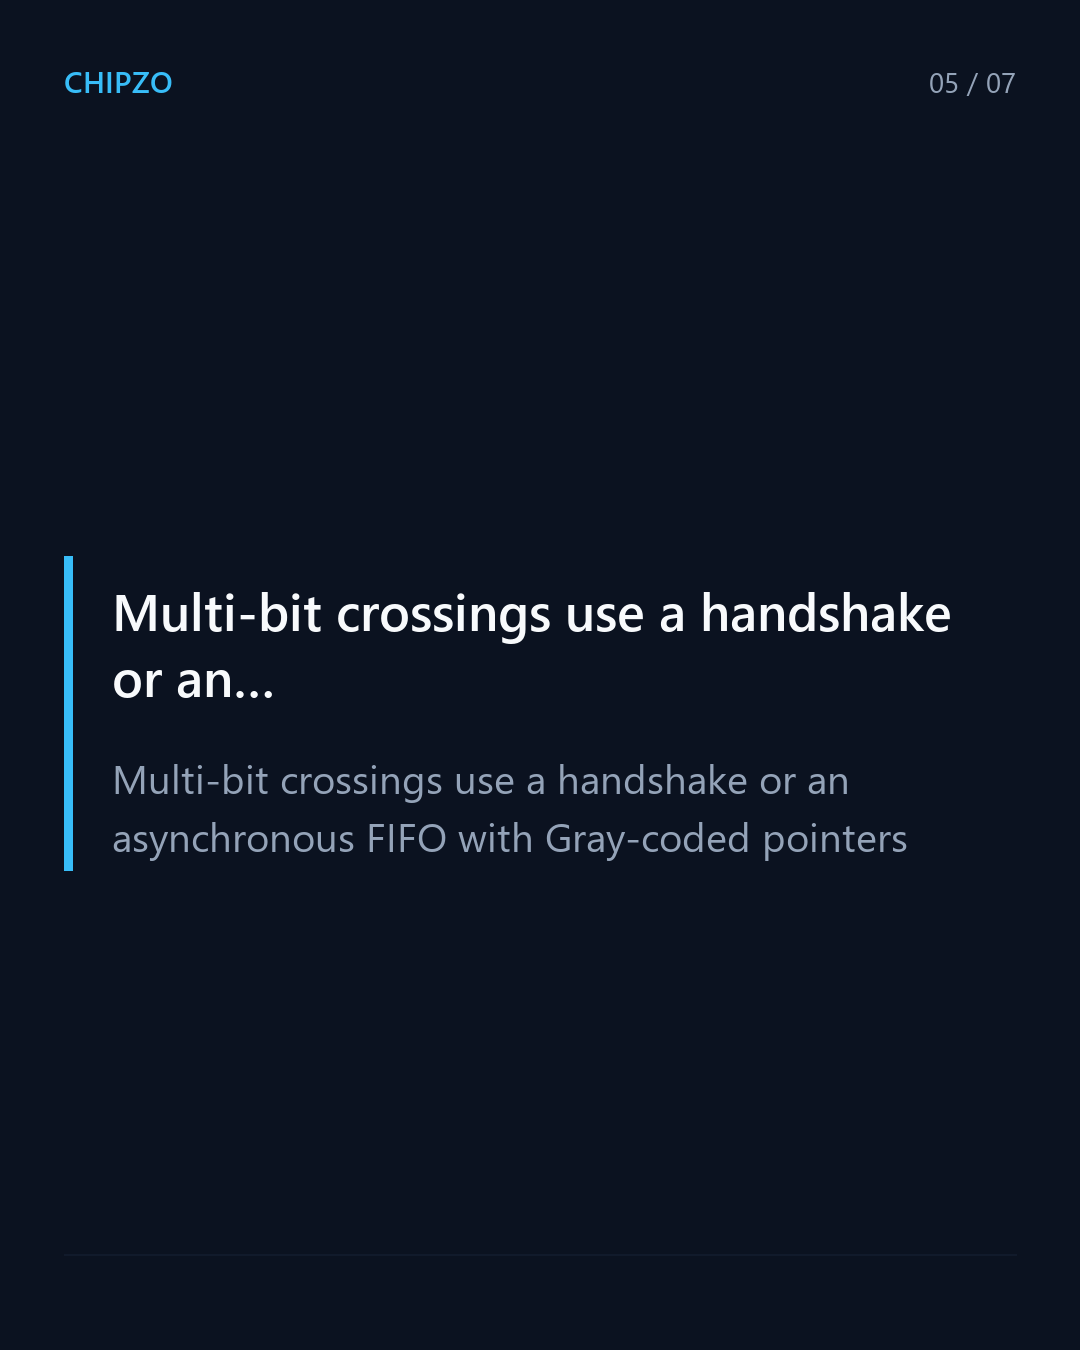 CHIPZO
05 / 07
Multi-bit crossings use a handshake
or an…
Multi-bit crossings use a handshake or an
asynchronous FIFO with Gray-coded pointers